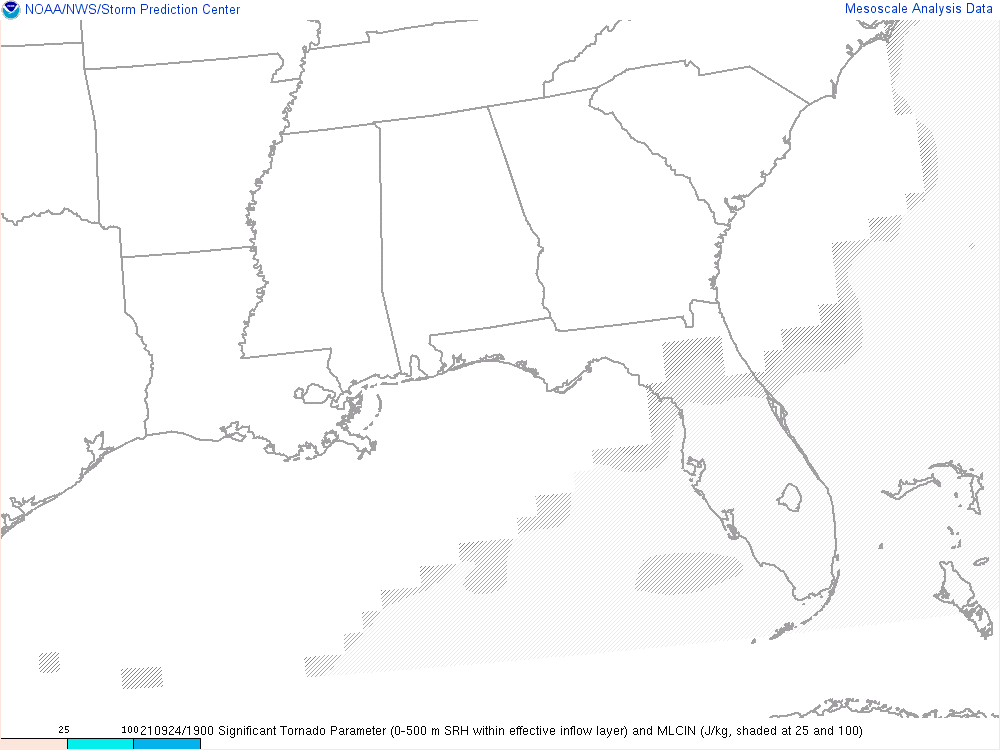 NOAA/NWS/Storm Prediction Center
Mesoscale Analysis Data
25
100
210924/1900 Significant Tornado Parameter (0-500 m SRH within effective inflow layer) and MLCIN (J/kg, shaded at 25 and 100)